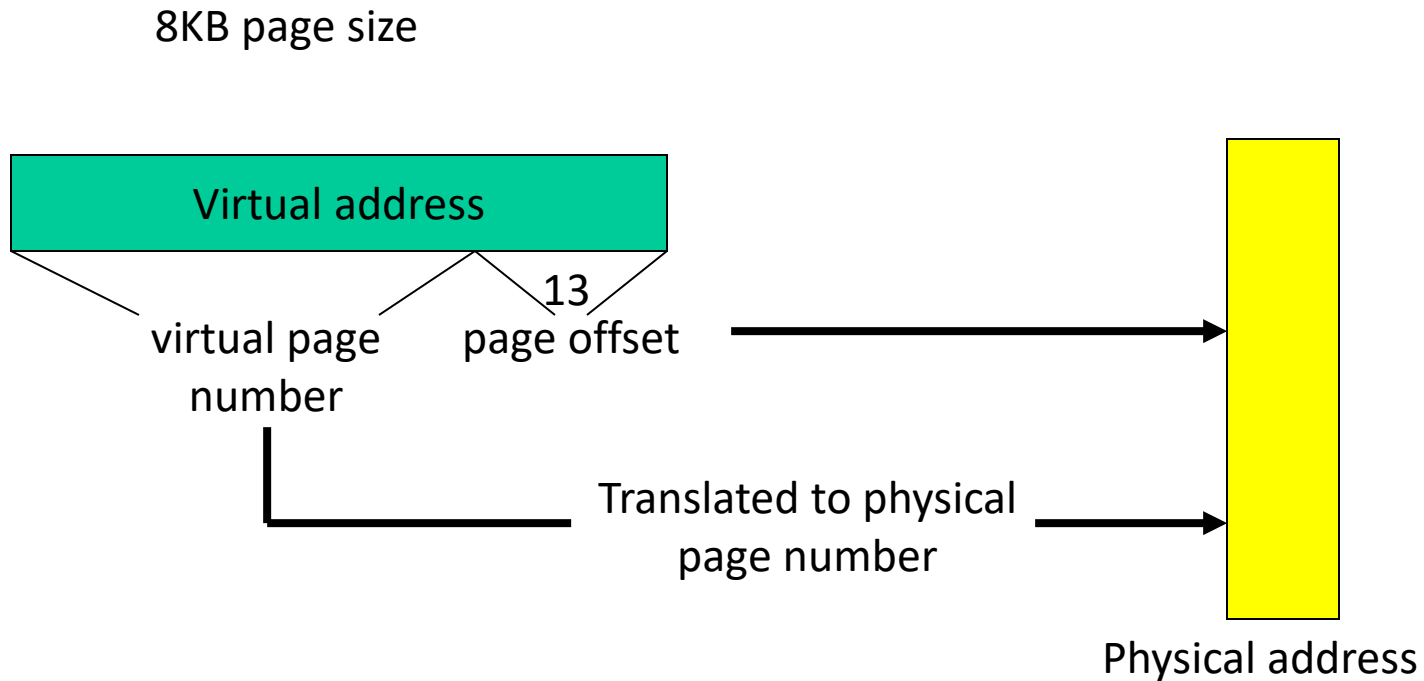 8KB page size
Virtual address
13
virtual page
number
page offset
Translated to physical
page number
Physical address